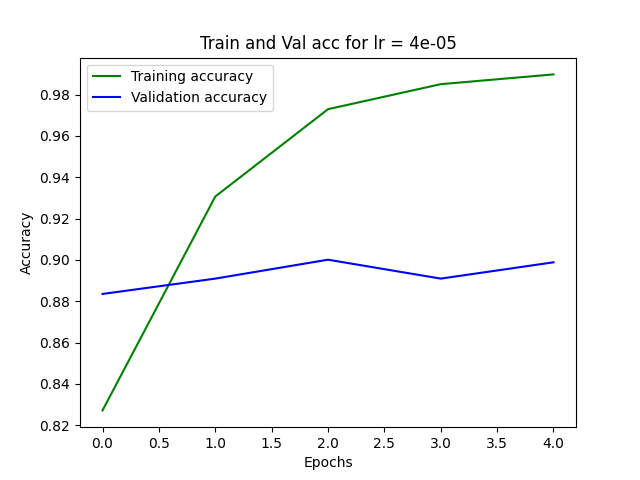 Train and Val acc for lr = 4e-05
Training accuracy
Validation accuracy
0.98
0.96
0.94
0.92
0.90
0.88
0.86
0.84
0.82
Accuracy
0.0 0.5 1.0 1.5 2.0 2.5 3.0 3.5 4.0
Epochs